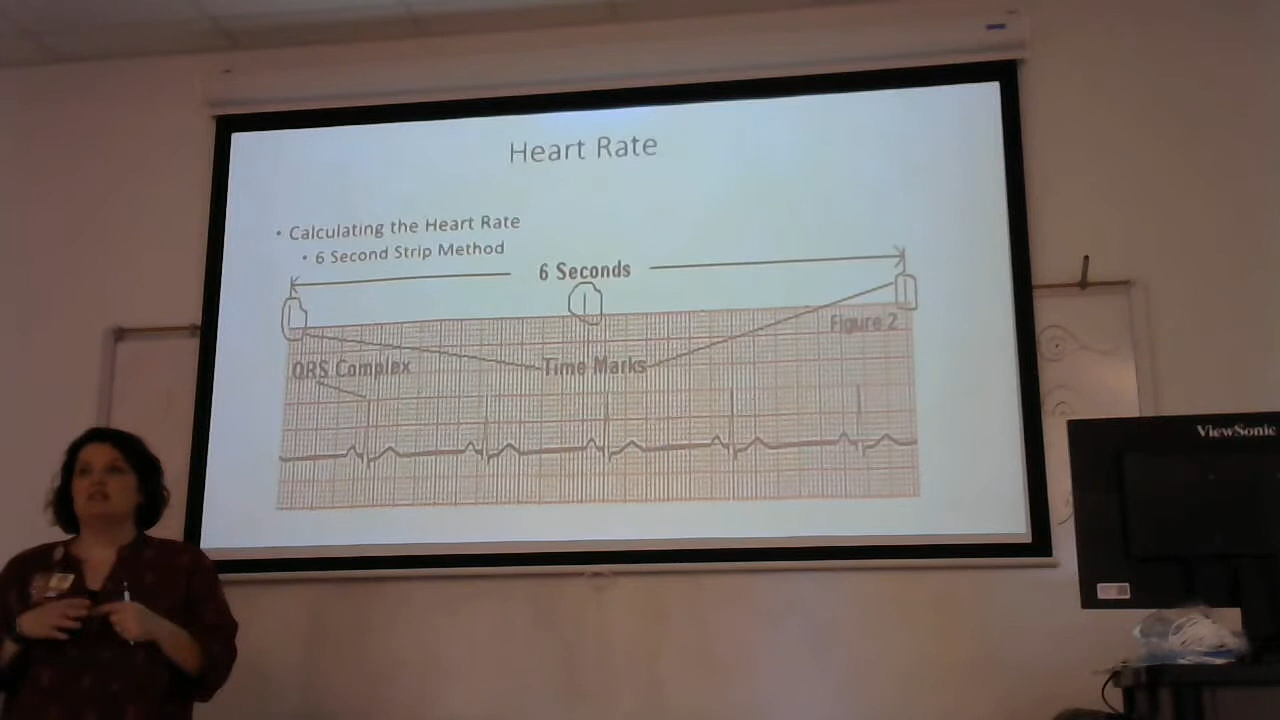 Heart Rate
• Calculating the Heart Rate
• 6 Second Strip Method
6 Seconds
Figure 2
QRS Complex
Time Marks
ViewSonic